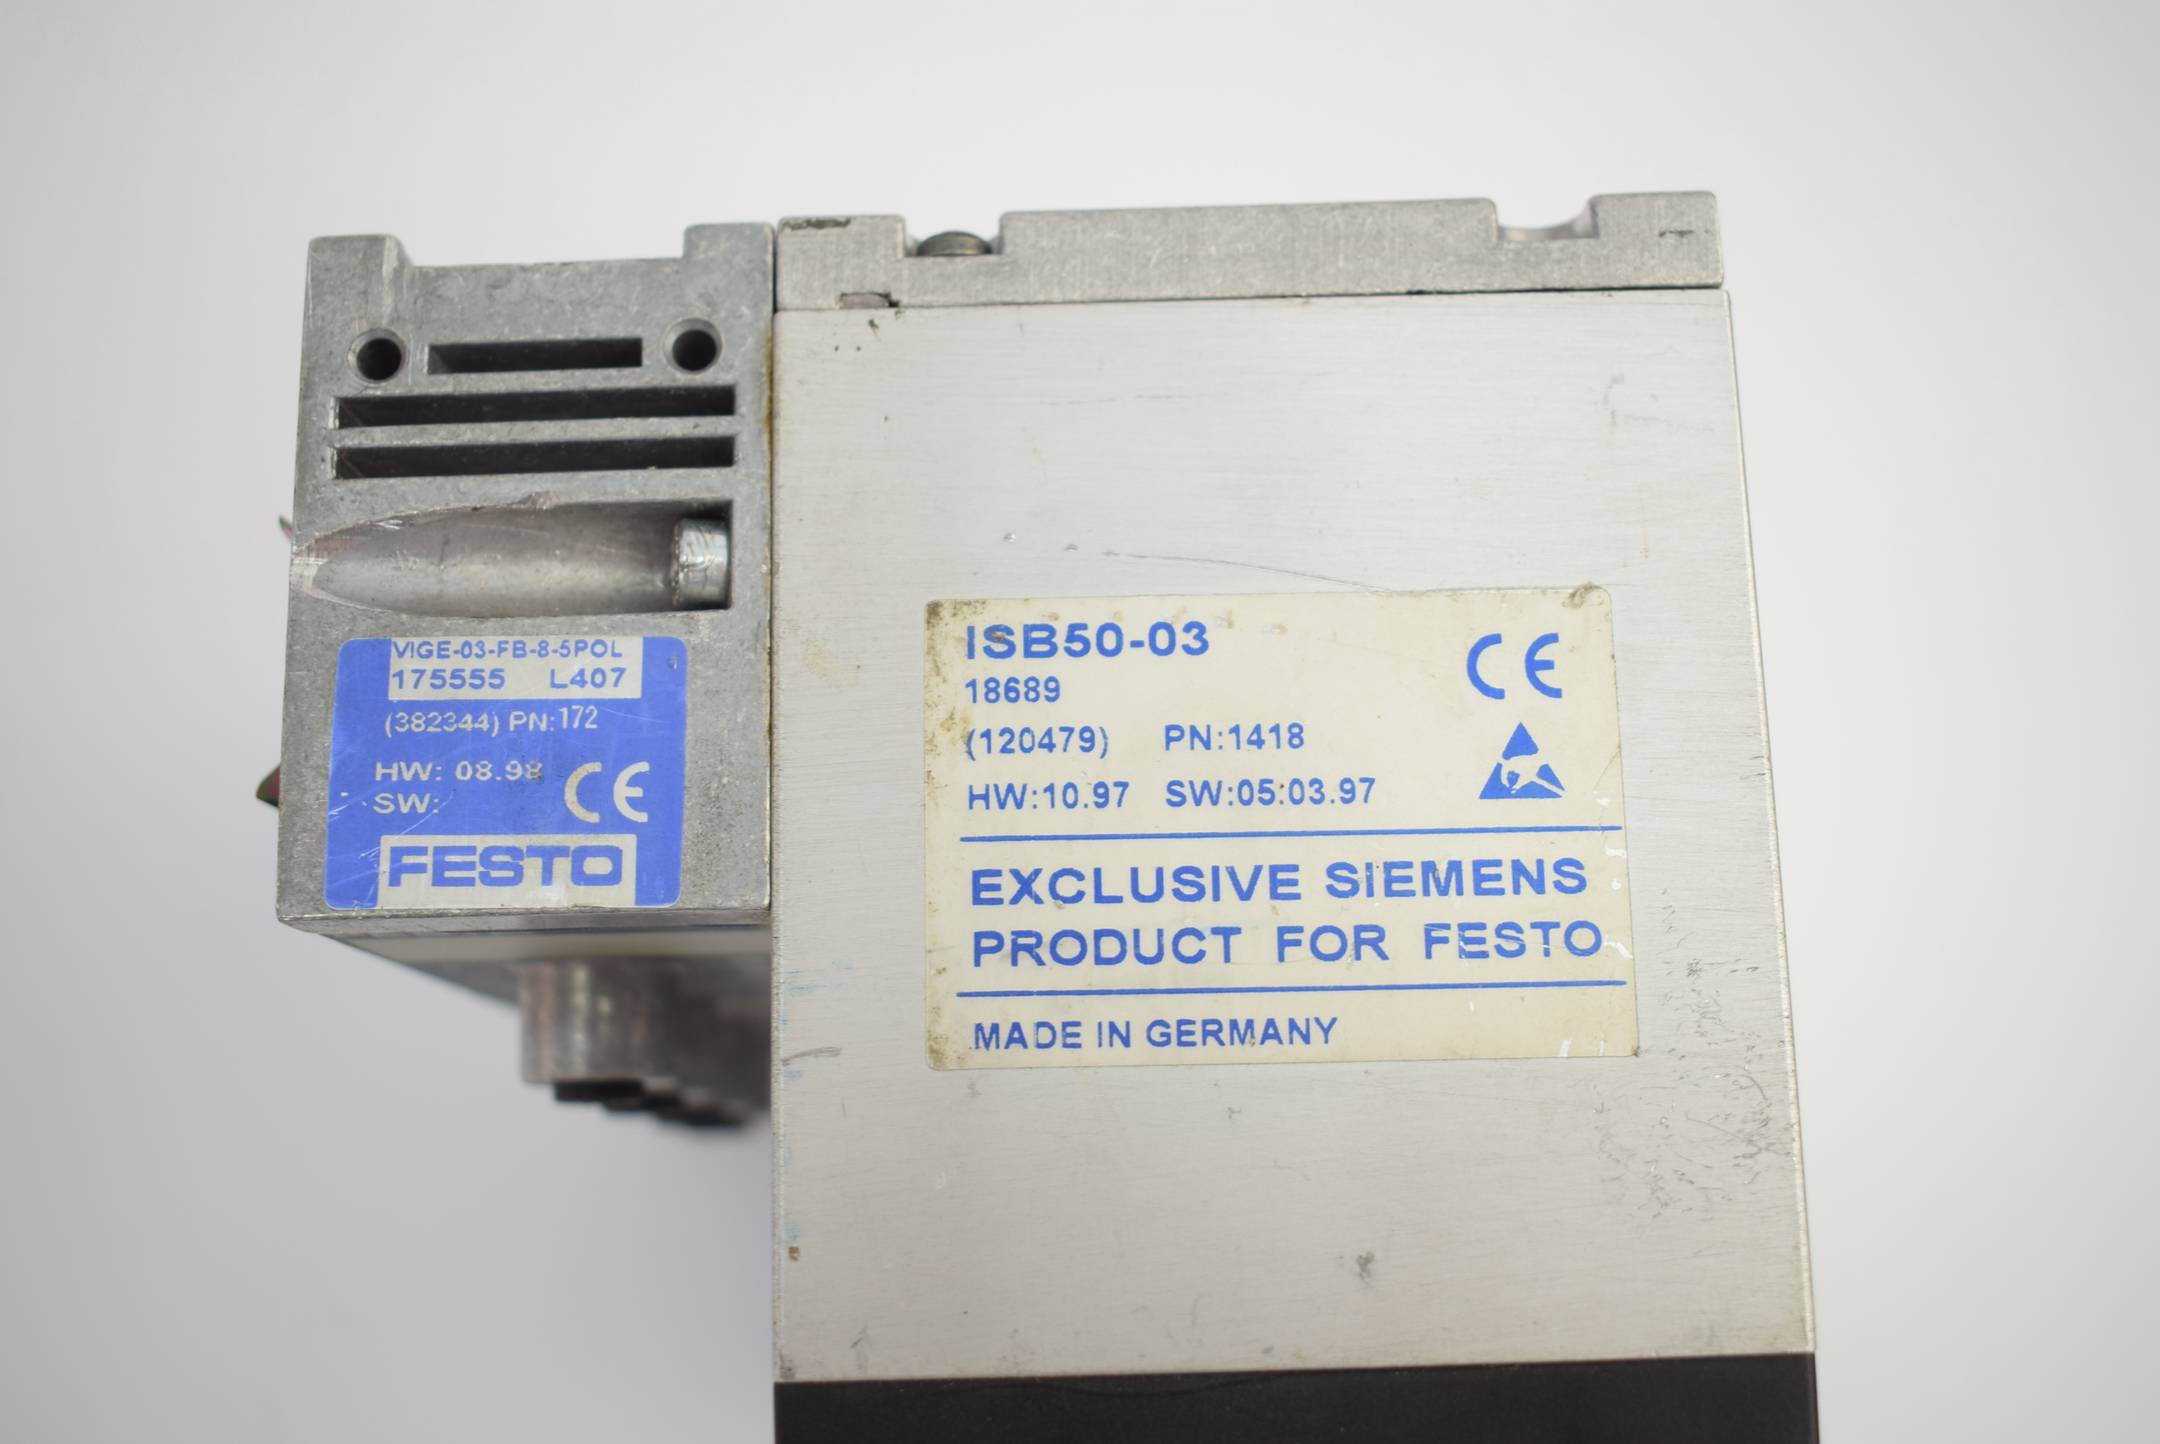 VIGE-03-FB-8-5POL
175555 L407
(382344) PN:172
HW: 08.98
SW:
CE
FESTO
ISB50-03
18689
CE
(120479) PN:1418
HW:10.97 SW:05:03.97
EXCLUSIVE SIEMENS
PRODUCT FOR FESTO
MADE IN GERMANY